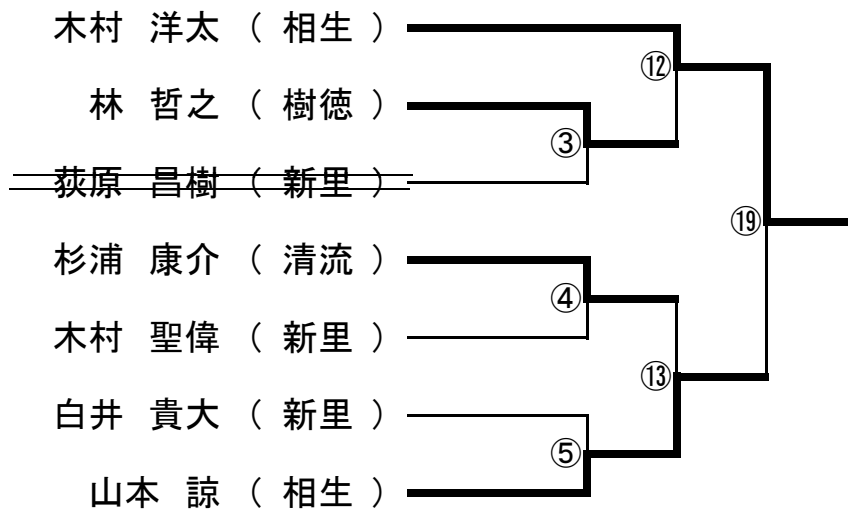 木村 洋太 ( 相生 )
⑫
林 哲之 ( 樹徳 )
③
荻原 昌樹 ( 新里 )
⑲
杉浦 康介 ( 清流 )
④
木村 聖偉 ( 新里 )
⑬
白井 貴大 ( 新里 )
⑤
山本 諒 ( 相生 )